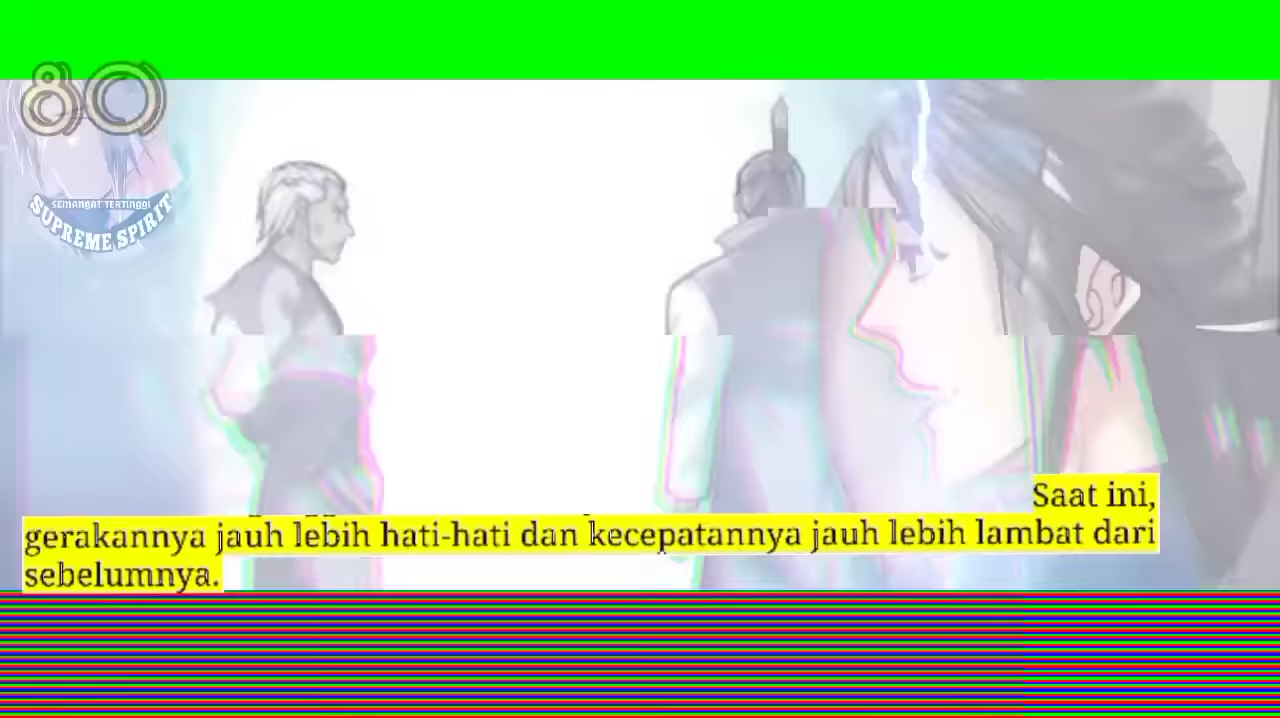 80
SEMANGAT TERTINGGI
SUPREME SPIRIT
Saat ini,
gerakannya jauh lebih hati-hati dan kecepatannya jauh lebih lambat dari
sebelumnya.